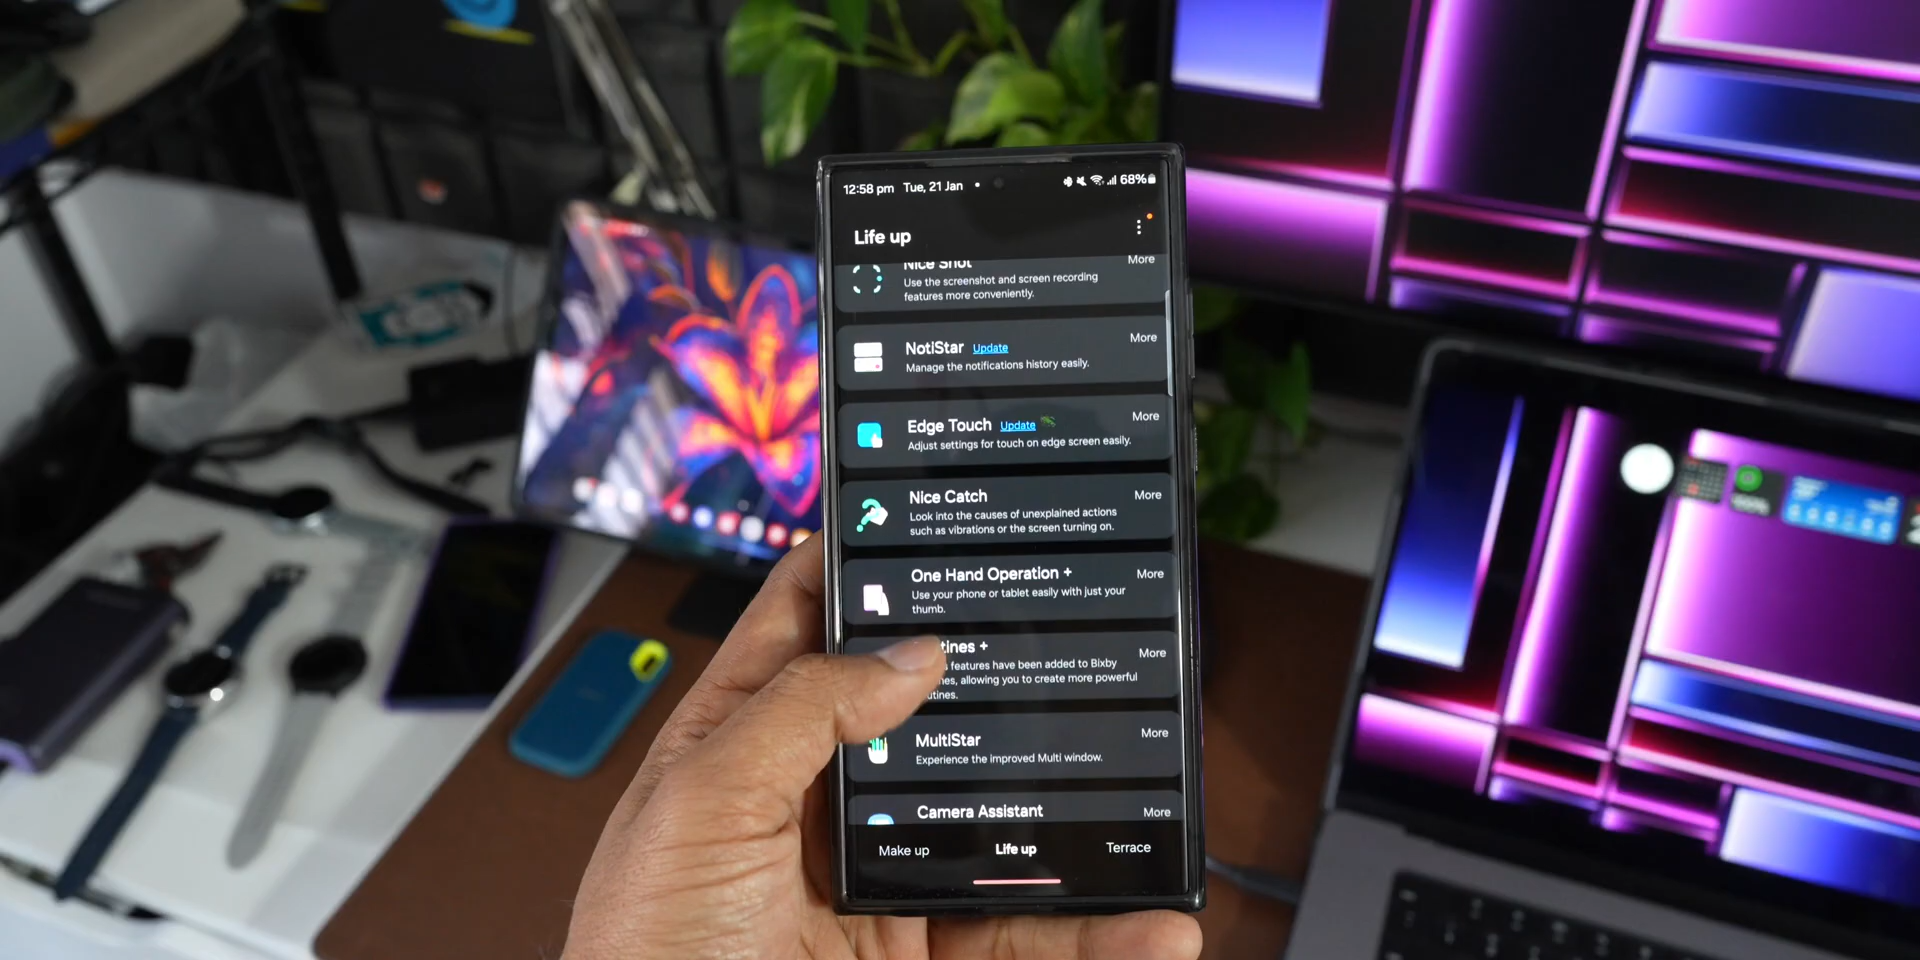 12:58 pm Tue, 21 Jan
68%
Life up
Nice Shot
More
Use the screenshot and screen recording
features more conveniently.
NotiStar Update
More
Manage the notifications history easily.
Edge Touch Update
More
Adjust settings for touch on edge screen easily.
Nice Catch
More
Look into the causes of unexplained actions
such as vibrations or the screen turning on.
One Hand Operation +
More
Use your phone or tablet easily with just your
thumb.
tines +
More
features have been added to Bixby
nes, allowing you to create more powerful
utines.
MultiStar
More
Experience the improved Multi window.
Camera Assistant
More
Make up
Life up
Terrace